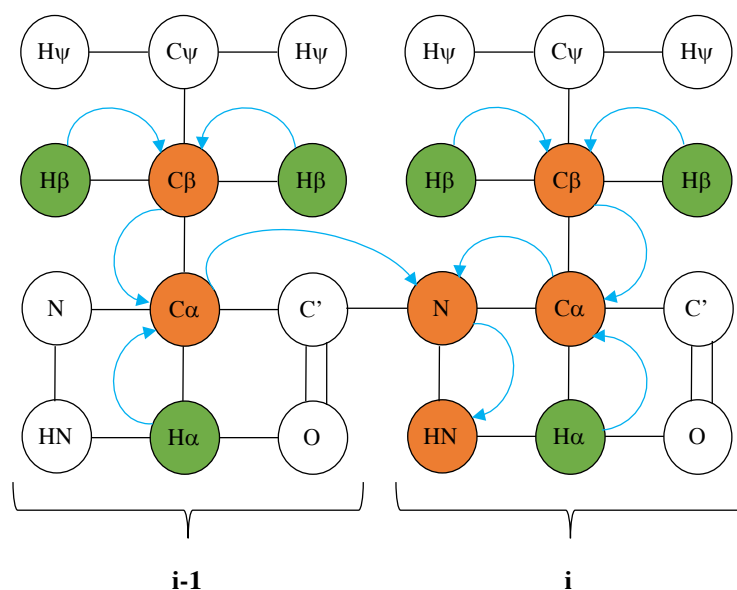 Hψ Cψ Hψ Hψ Cψ Hψ
Hβ Cβ Hβ Hβ Cβ Hβ
N Cα C’ N Cα C’
HN Hα O HN Hα O
i-1 i